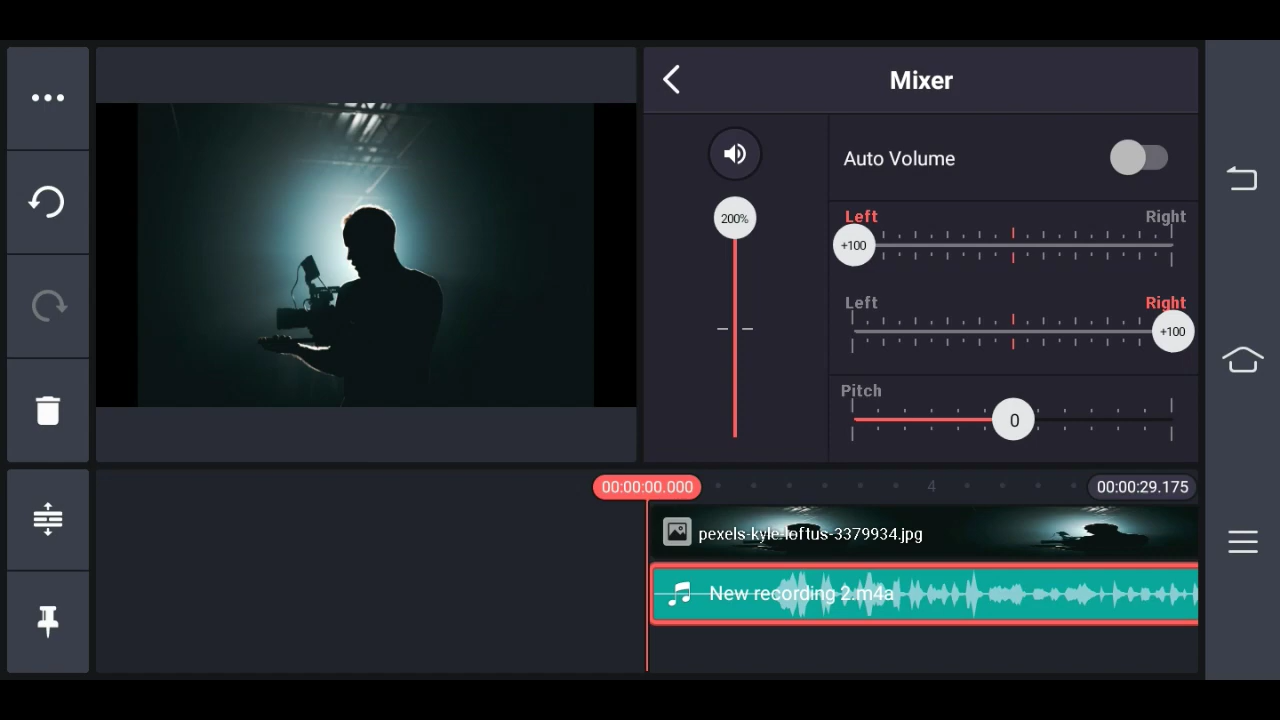 Mixer
Auto Volume
200%
Left Right
+100
Left Right
+100
Pitch
0
00:00:00.000
4
00:00:29.175
pexels-kyle-loftus-3379934.jpg
New recording 2.m4a